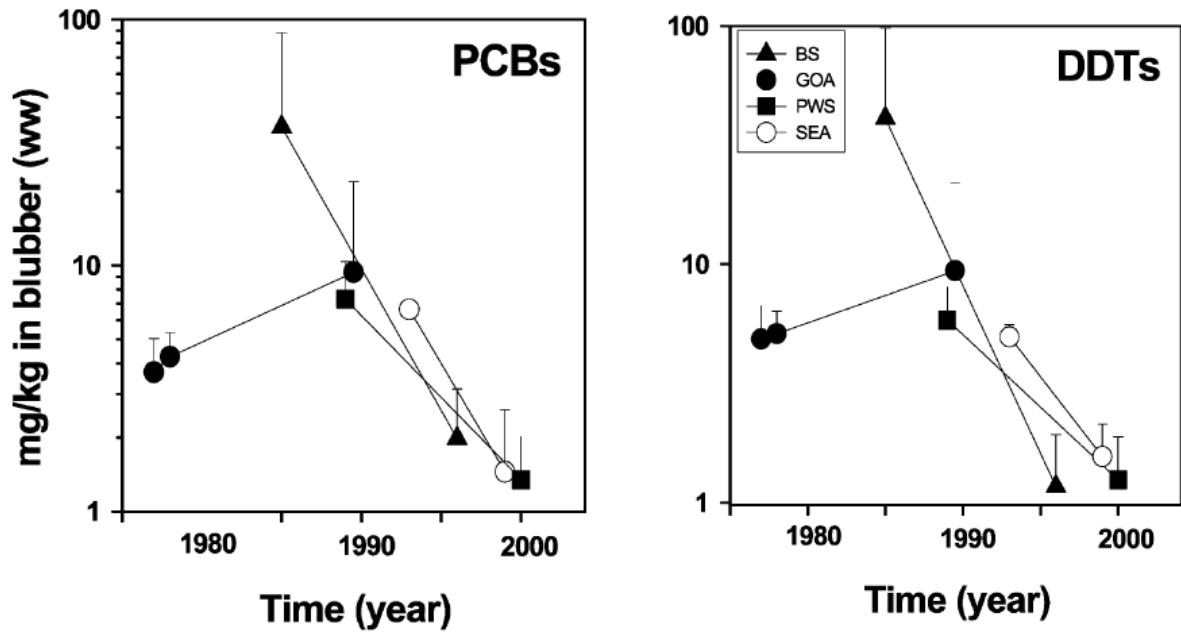 PCBs
mg/kg in blubber (ww)
100
10
1
1980
1990
2000
Time (year)
DDTs
BS
GOA
PWS
SEA
100
10
1
1980
1990
2000
Time (year)